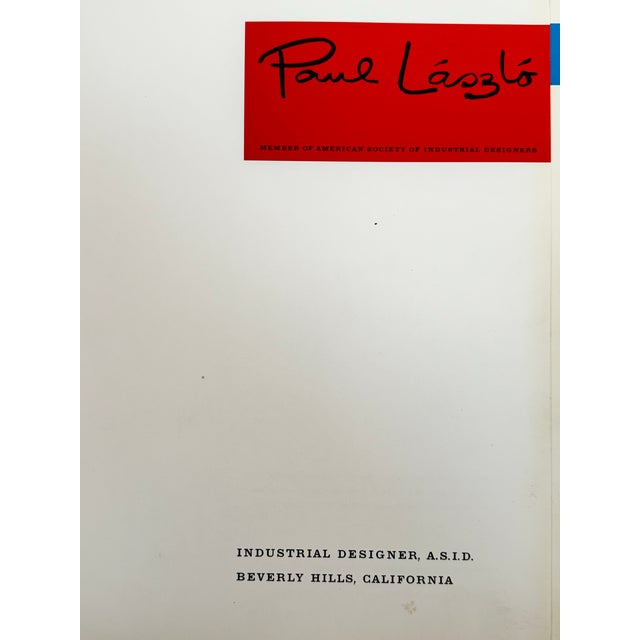 Paul László
MEMBER OF AMERICAN SOCIETY OF INDUSTRIAL DESIGNERS
INDUSTRIAL DESIGNER, A.S.I.D.
BEVERLY HILLS, CALIFORNIA